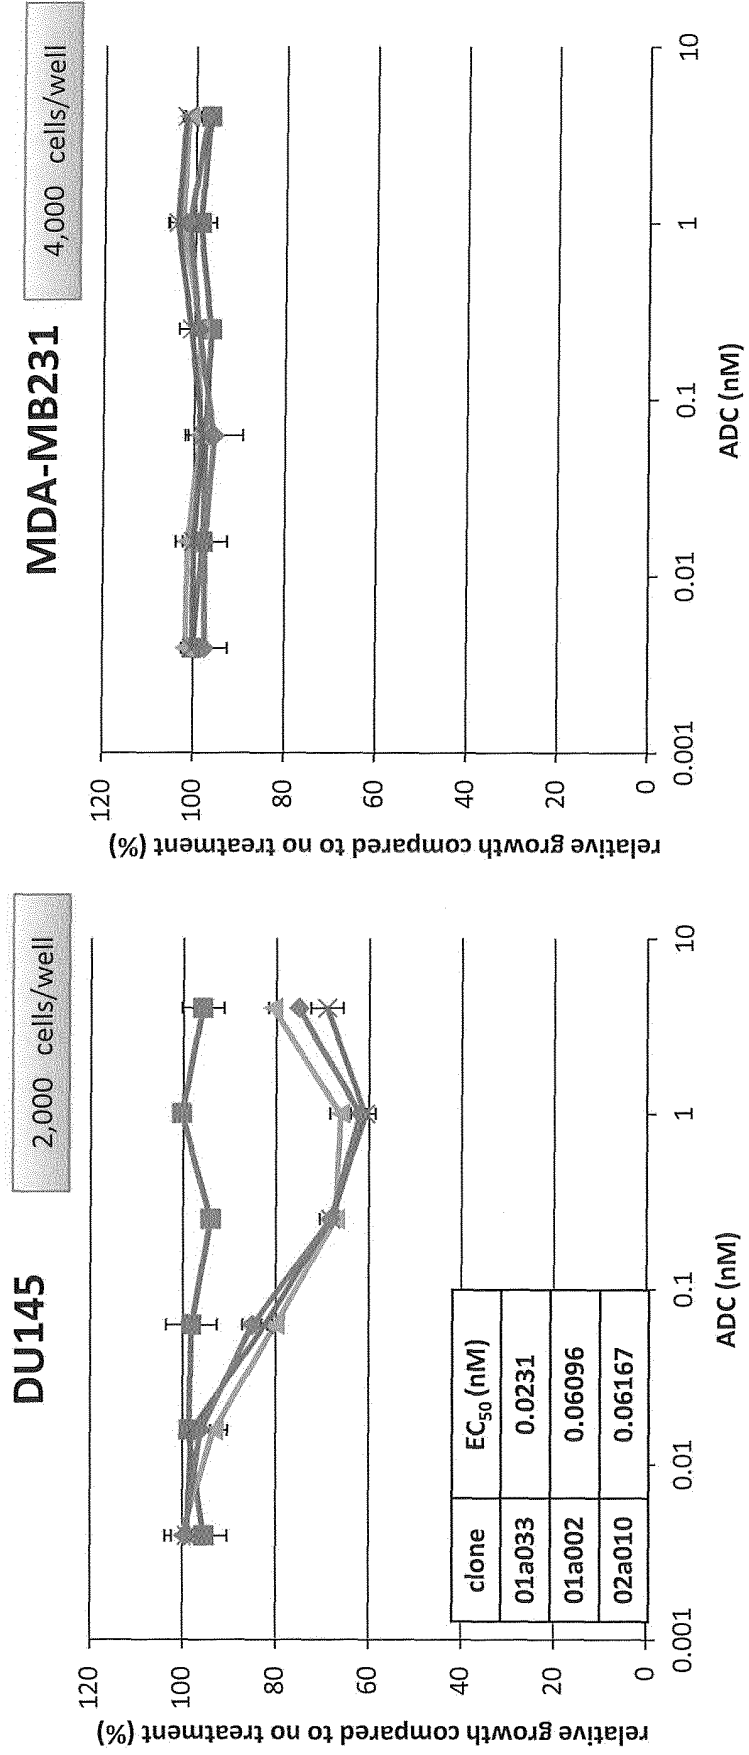 DU145
2,000 cells/well
relative growth compared to no treatment (%)
120
100
80
60
40
20
0
0.001
0.01
0.1
1
10
ADC (nM)
clone EC50 (nM)
01a033 0.0231
01a002 0.06096
02a010 0.06167
MDA-MB231
4,000 cells/well
relative growth compared to no treatment (%)
120
100
80
60
40
20
0
0.001
0.01
0.1
1
10
ADC (nM)